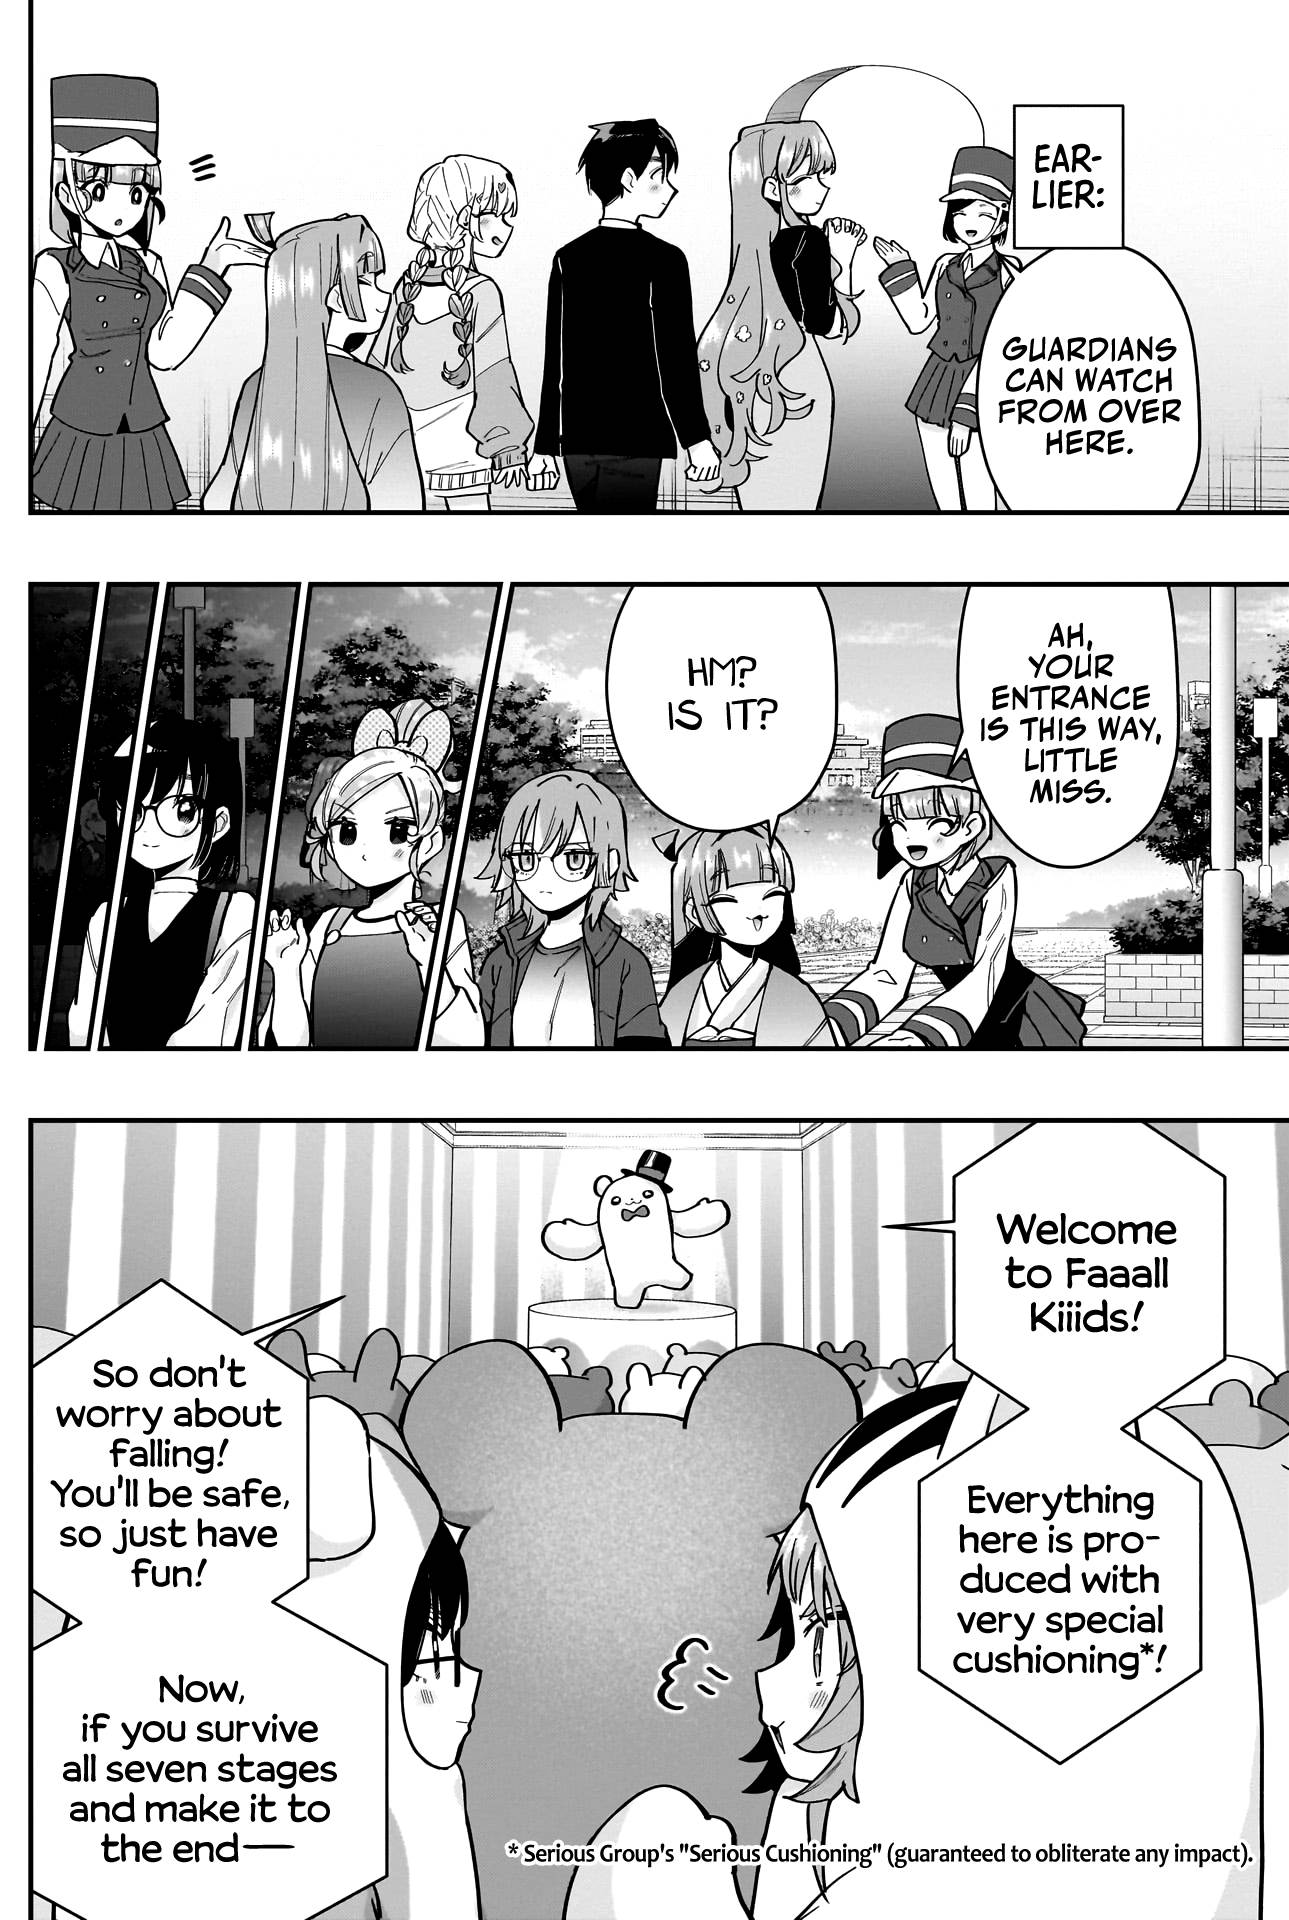 EAR-
LIER:
GUARDIANS
CAN WATCH
FROM OVER
HERE.
AH,
YOUR
ENTRANCE
IS THIS WAY,
LITTLE
MISS.
HM?
IS IT?
Welcome
to Faaall
Kiiids!
Everything
here is pro-
duced with
very special
cushioning*!
So don't
worry about
falling!
You'll be safe,
so just have
fun!
Now,
if you survive
all seven stages
and make it to
the end—
* Serious Group's "Serious Cushioning" (guaranteed to obliterate any impact).